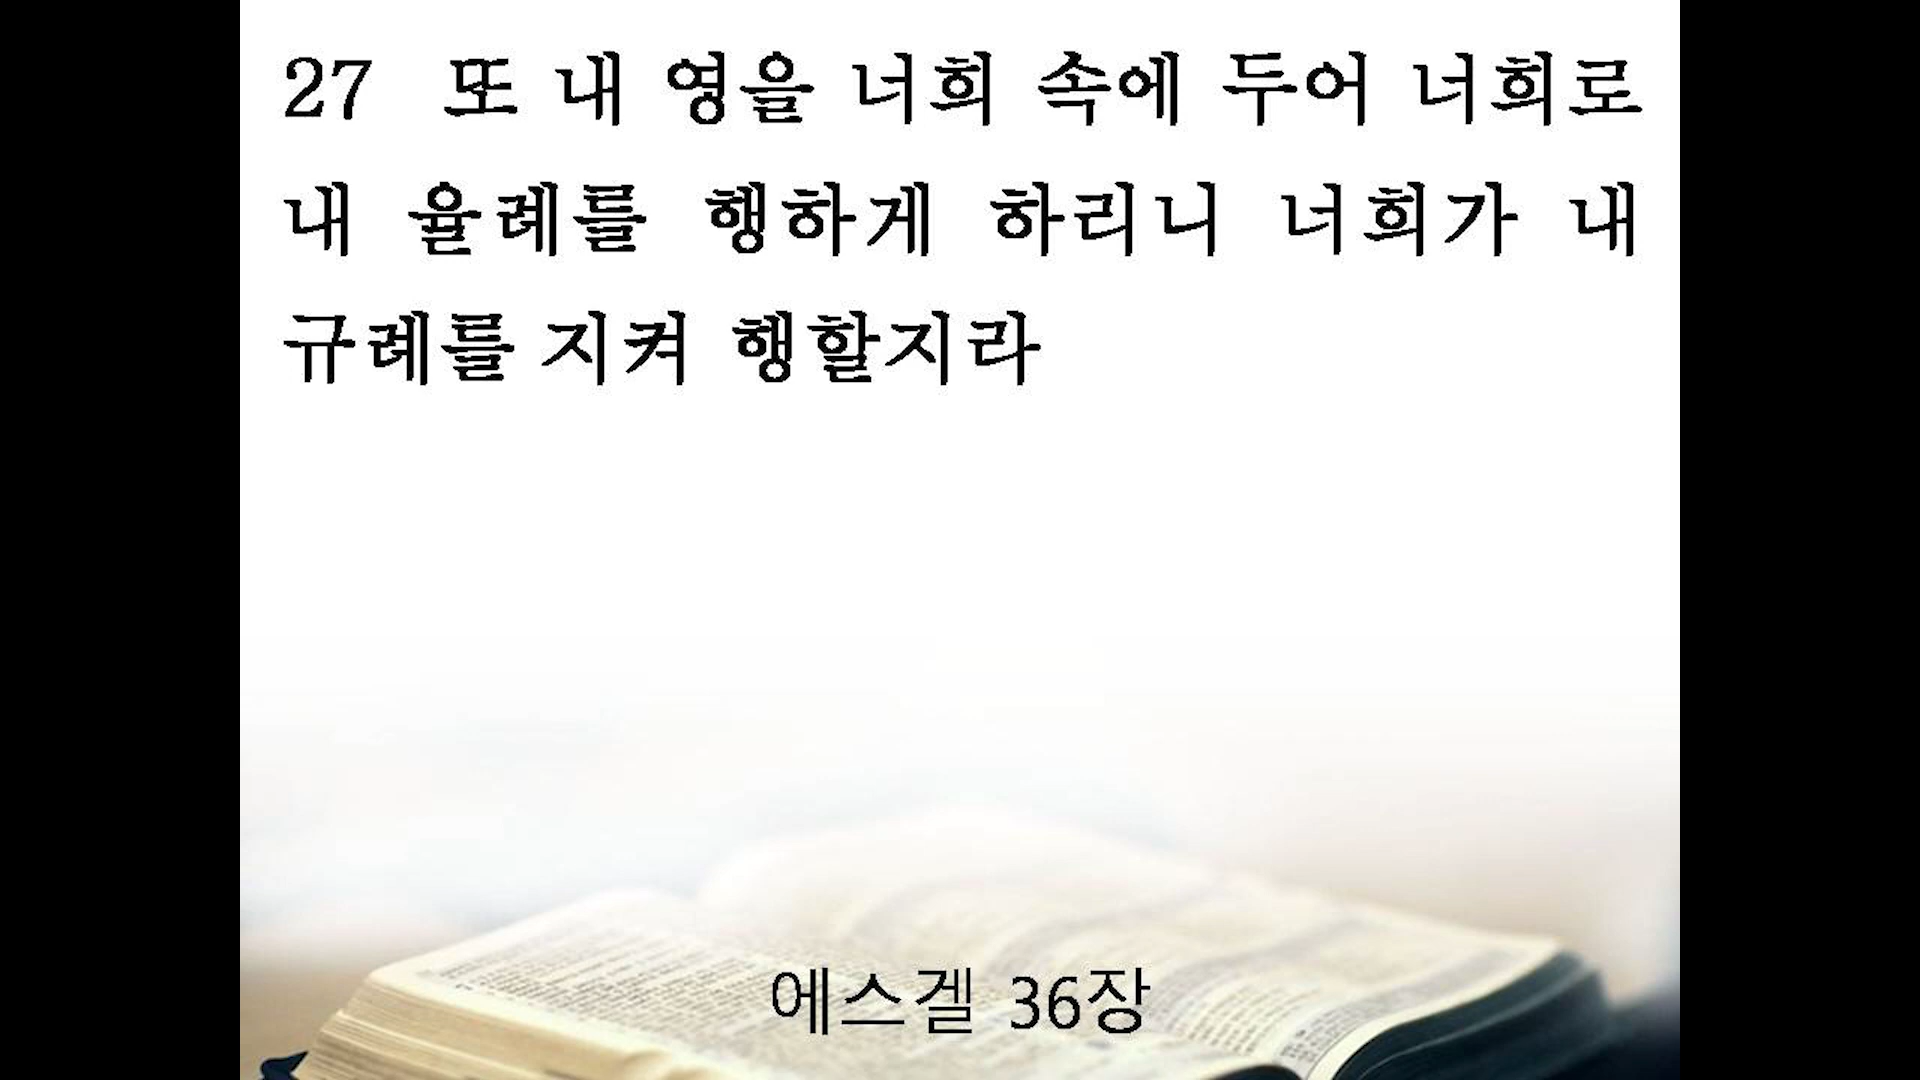 27 또 내 영을 너희 속에 두어 너희로
내 율례를 행하게 하리니 너희가 내
규례를 지켜 행할지라
에스겔 36장